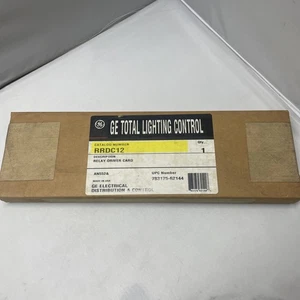 GE TOTAL LIGHTING CONTROL
CATALOG NUMBER
RRDC12
QTY
1
DESCRIPTION
RELAY DRIVER CARD
UPC Number
GE ELECTRICAL
DISTRIBUTION & CONTROL